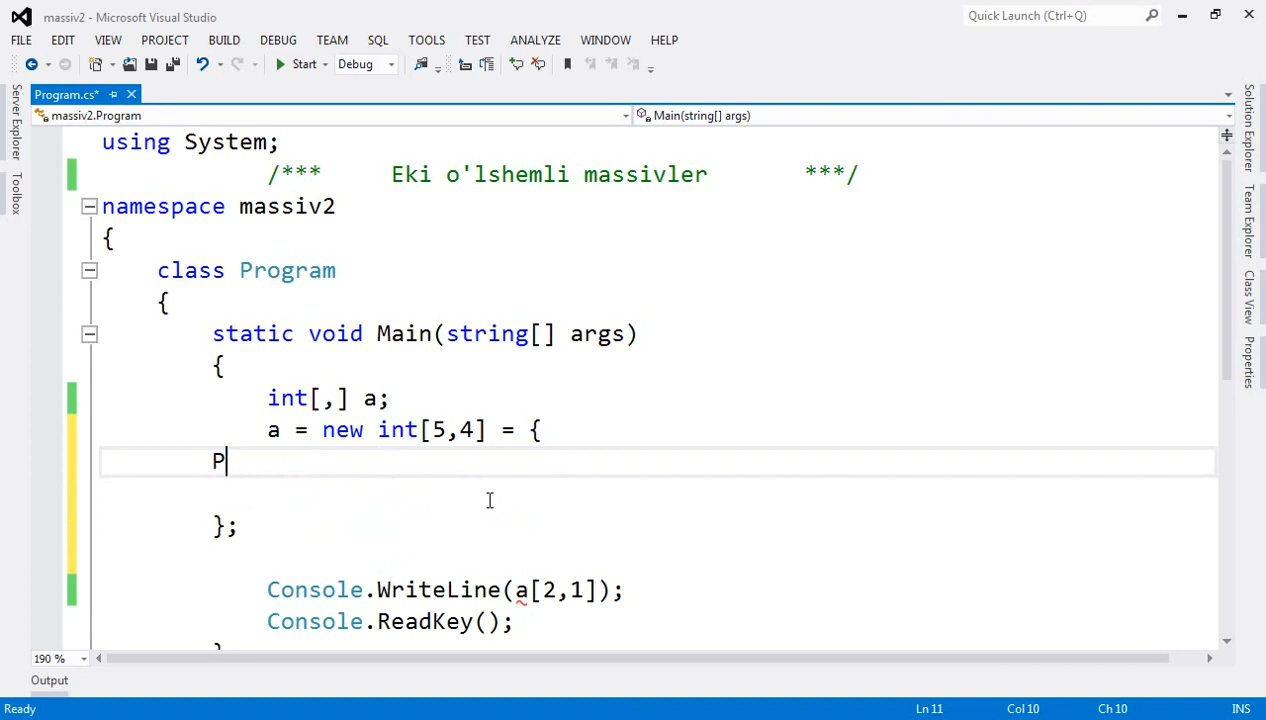 massiv2 - Microsoft Visual Studio
Quick Launch (Ctrl+Q)
FILE EDIT VIEW PROJECT BUILD DEBUG TEAM SQL TOOLS TEST ANALYZE WINDOW HELP
Start Debug
Program.cs*
massiv2.Program
Main(string[] args)
Server Explorer
Toolbox
using System;
/*** Eki o'lshemli massivler ***/
namespace massiv2
{
class Program
{
static void Main(string[] args)
{
int[,] a;
a = new int[5,4] = {
P
};
Console.WriteLine(a[2,1]);
Console.ReadKey();
Solution Explorer
Team Explorer
Class View
Properties
190 %
Output
Ready
Ln 11 Col 10 Ch 10 INS